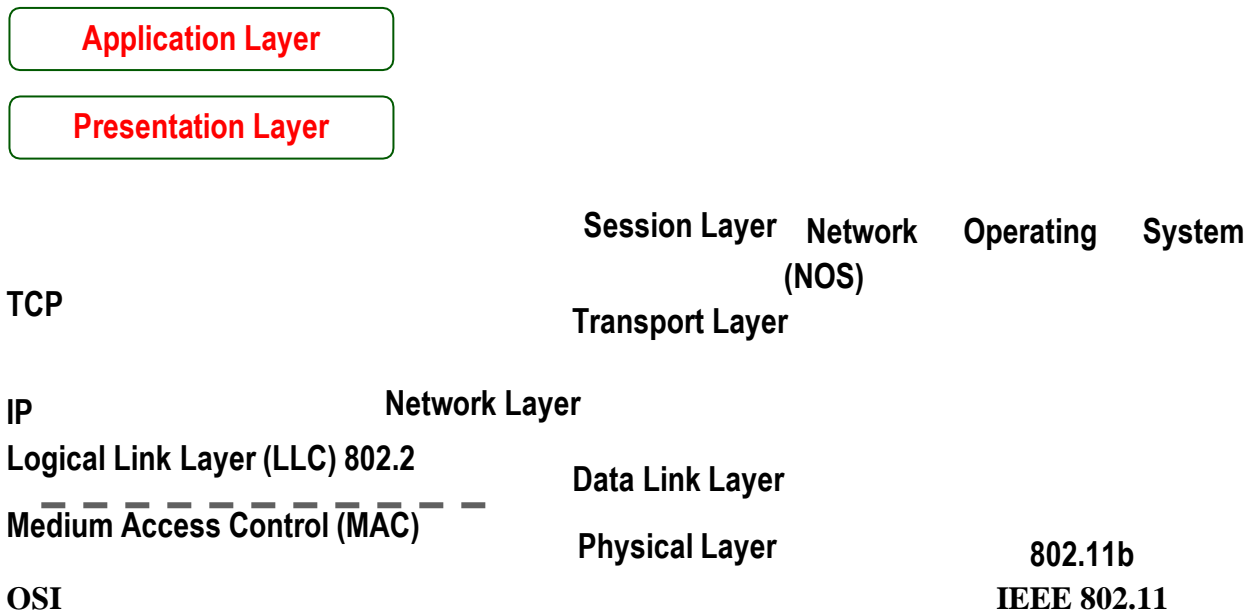 Application Layer
Presentation Layer
Session Layer Network Operating System
(NOS)
TCP
Transport Layer
IP Network Layer
Logical Link Layer (LLC) 802.2
Data Link Layer
Medium Access Control (MAC)
Physical Layer 802.11b
OSI IEEE 802.11